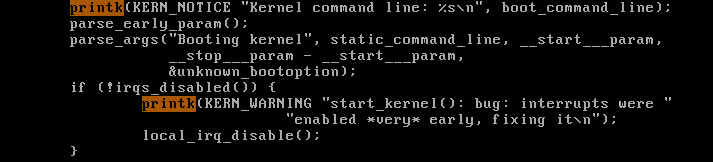 printk(KERN_NOTICE "Kernel command line: %s\n", boot_command_line);
parse_early_param();
parse_args("Booting kernel", static_command_line, __start___param,
__stop___param - __start___param,
&unknown_bootoption);
if (!irqs_disabled()) {
printk(KERN_WARNING "start_kernel(): bug: interrupts were "
"enabled *very* early, fixing it\n");
local_irq_disable();
}